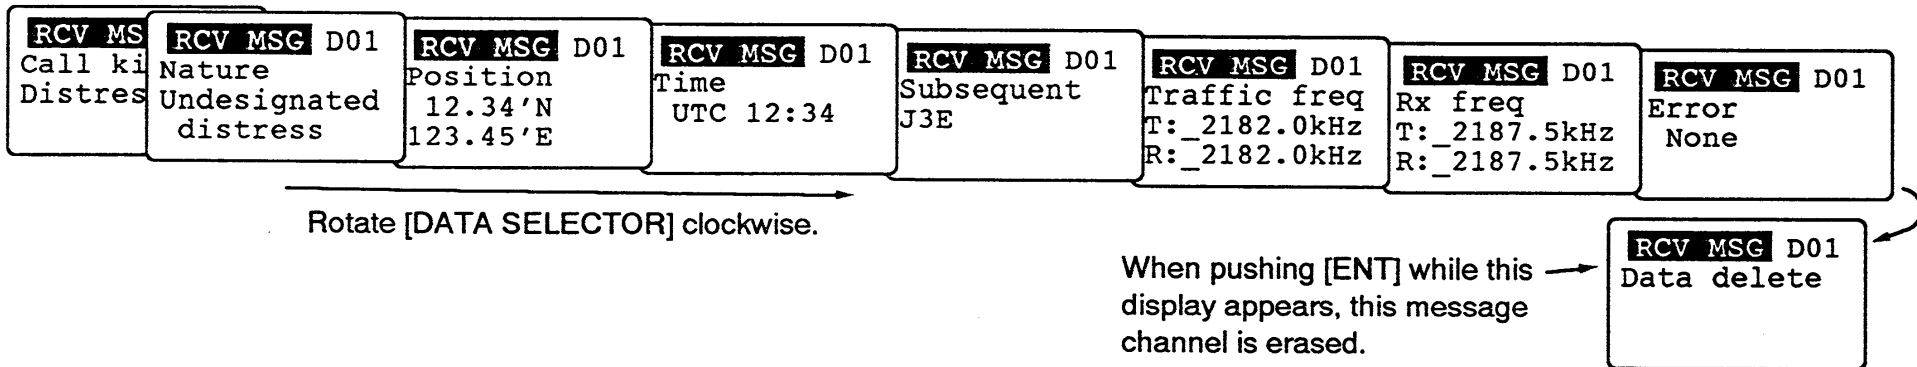 RCV MS
Call ki
Distres
RCV MSG D01
Nature
Undesignated
distress
RCV MSG D01
Position
12.34'N
123.45'E
RCV MSG D01
Time
UTC 12:34
RCV MSG D01
Subsequent
J3E
RCV MSG D01
Traffic freq
T:_2182.0kHz
R:_2182.0kHz
RCV MSG D01
Rx freq
T:_2187.5kHz
R:_2187.5kHz
RCV MSG D01
Error
None
Rotate [DATA SELECTOR] clockwise.
When pushing [ENT] while this
display appears, this message
channel is erased.
RCV MSG D01
Data delete